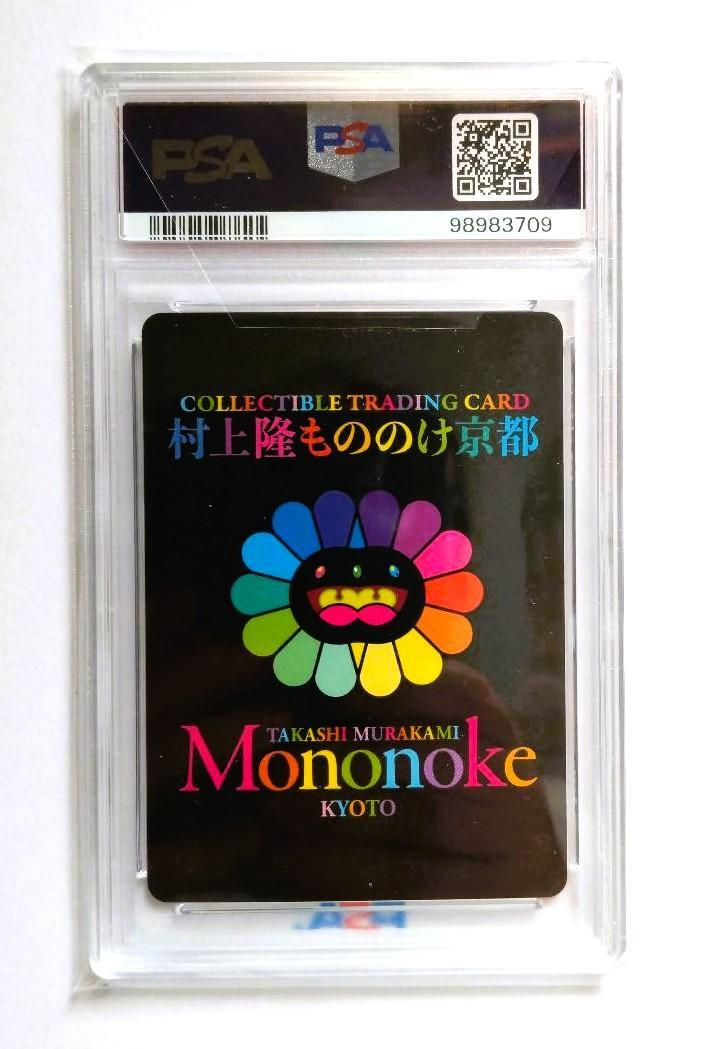 PSA
PSA
98983709
COLLECTIBLE TRADING CARD
村上隆もののけ京都
TAKASHI MURAKAMI
Mononoke
KYOTO